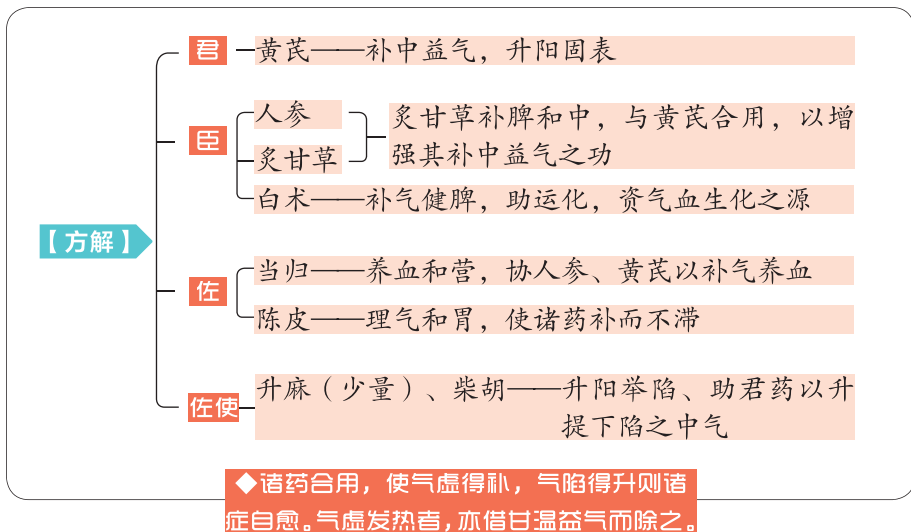 君
黄芪——补中益气，升阳固表
臣
人参
炙甘草
炙甘草补脾和中，与黄芪合用，以增
强其补中益气之功
白术——补气健脾，助运化，资气血生化之源
【方解】
佐
当归——养血和营，协人参、黄芪以补气养血
陈皮——理气和胃，使诸药补而不滞
佐使
升麻（少量）、柴胡——升阳举陷、助君药以升
提下陷之中气
◆诸药合用，使气虚得补，气陷得升则诸
症自愈。气虚发热者，亦借甘温益气而除之。